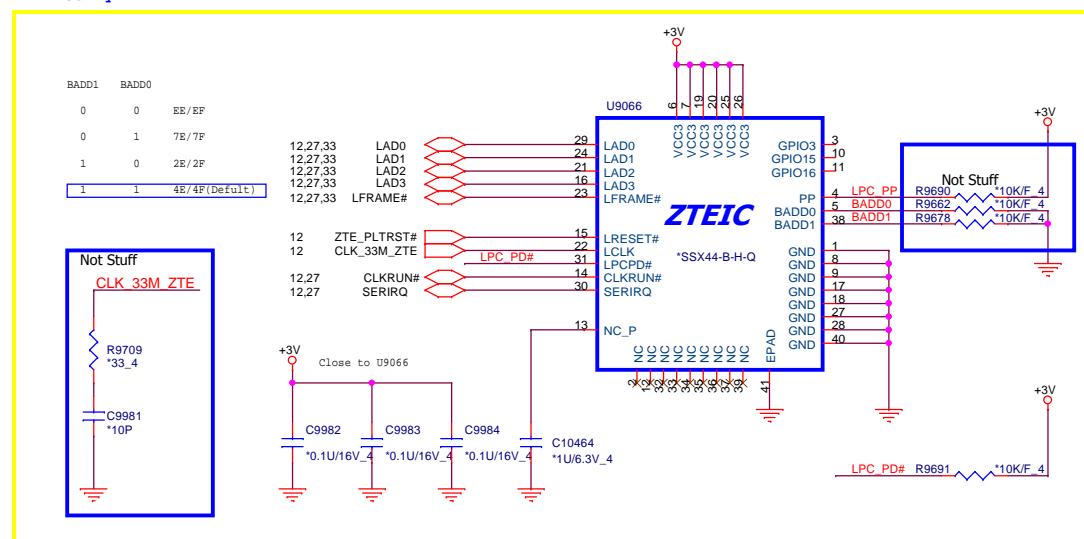 +3V
BADD1 BADD0
0 0 EE/EF
0 1 7E/7F
1 0 2E/2F
1 1 4E/4F(Defult)
U9066
6 7 19 20 25 26
VCC3 VCC3 VCC3 VCC3 VCC3 VCC3
12,27,33 LAD0 29 LAD0
12,27,33 LAD1 24 LAD1
12,27,33 LAD2 21 LAD2
12,27,33 LAD3 16 LAD3
12,27,33 LFRAME# 23 LFRAME#
12 ZTE_PLTRST# 15 LRESET#
12 CLK_33M_ZTE 22 LCLK
LPC_PD# 31 LPCPD#
12,27 CLKRUN# 14 CLKRUN#
12,27 SERIRQ 30 SERIRQ
13 NC_P
ZTEIC
*SSX44-B-H-Q
GPIO3 3
GPIO15 10
GPIO16 11
PP 4 LPC_PP R9690 *10K/F_4
BADD0 5 BADD0 R9662 *10K/F_4
BADD1 38 BADD1 R9678 *10K/F_4
Not Stuff
+3V
GND 1
GND 8
GND 9
GND 17
GND 18
GND 27
GND 28
GND 40
NC NC NC NC NC NC NC NC NC
2 12 32 33 34 35 36 37 39
EPAD
41
Not Stuff
CLK_33M_ZTE
R9709
*33_4
C9981
*10P
+3V
Close to U9066
C9982
*0.1U/16V_4
C9983
*0.1U/16V_4
C9984
*0.1U/16V_4
C10464
*1U/6.3V_4
+3V
LPC_PD# R9691 *10K/F_4